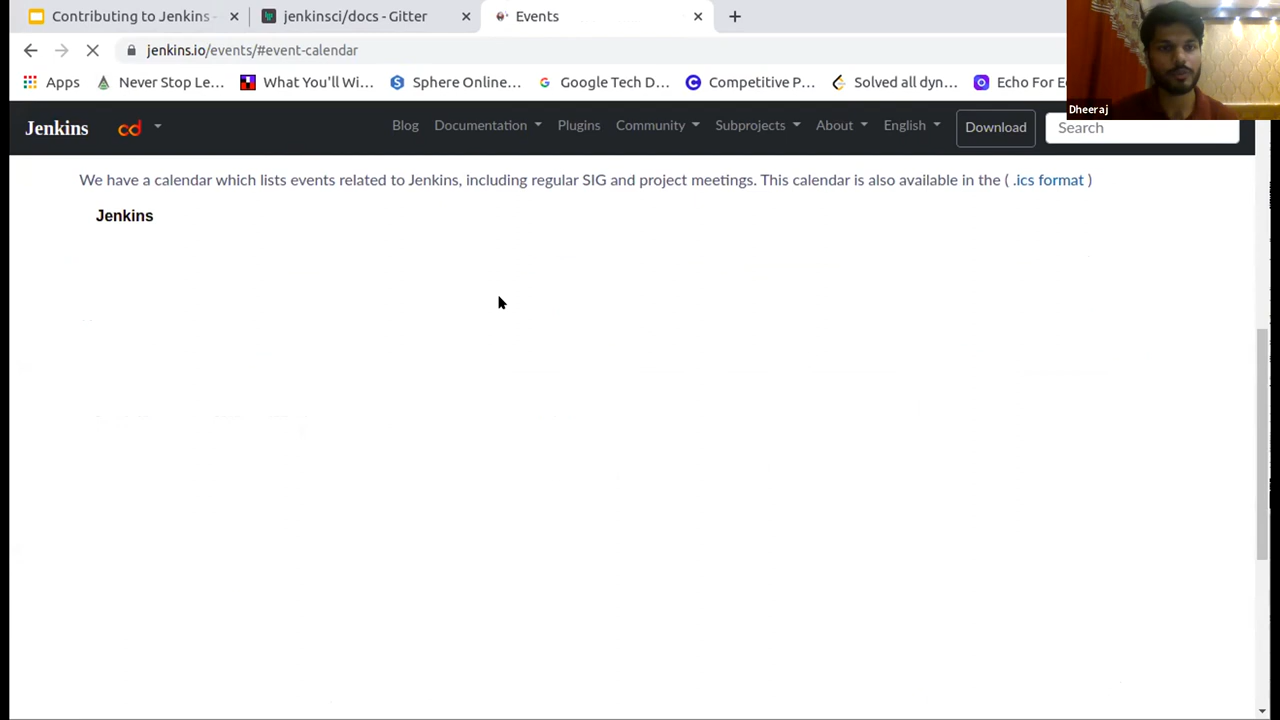 Contributing to Jenkins -
jenkinsci/docs - Gitter
Events
jenkins.io/events/#event-calendar
Apps
Never Stop Le...
What You'll Wi...
Sphere Online...
Google Tech D...
Competitive P...
Solved all dyn...
Echo For E
Dheeraj
Jenkins
cd
Blog
Documentation
Plugins
Community
Subprojects
About
English
Download
Search
We have a calendar which lists events related to Jenkins, including regular SIG and project meetings. This calendar is also available in the ( .ics format )
Jenkins